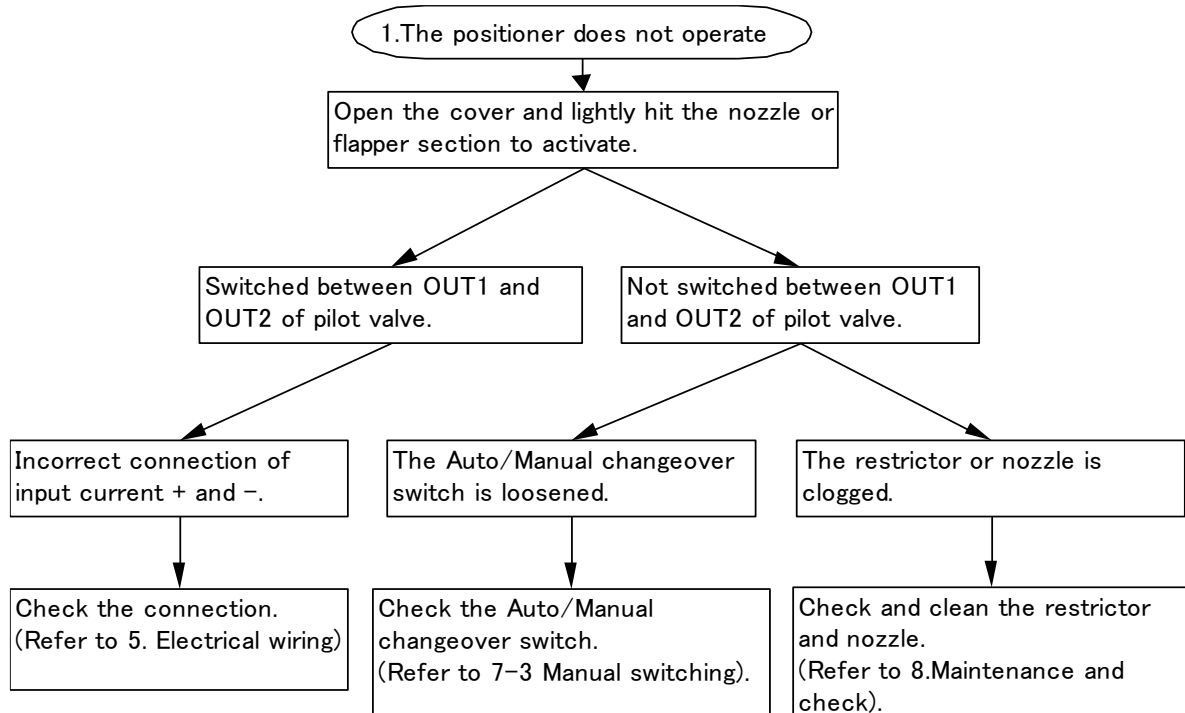 1.The positioner does not operate
Open the cover and lightly hit the nozzle or
flapper section to activate.
Switched between OUT1 and
OUT2 of pilot valve.
Not switched between OUT1
and OUT2 of pilot valve.
Incorrect connection of
input current + and -.
The Auto/Manual changeover
switch is loosened.
The restrictor or nozzle is
clogged.
Check the connection.
(Refer to 5. Electrical wiring)
Check the Auto/Manual
changeover switch.
(Refer to 7-3 Manual switching).
Check and clean the restrictor
and nozzle.
(Refer to 8.Maintenance and
check).